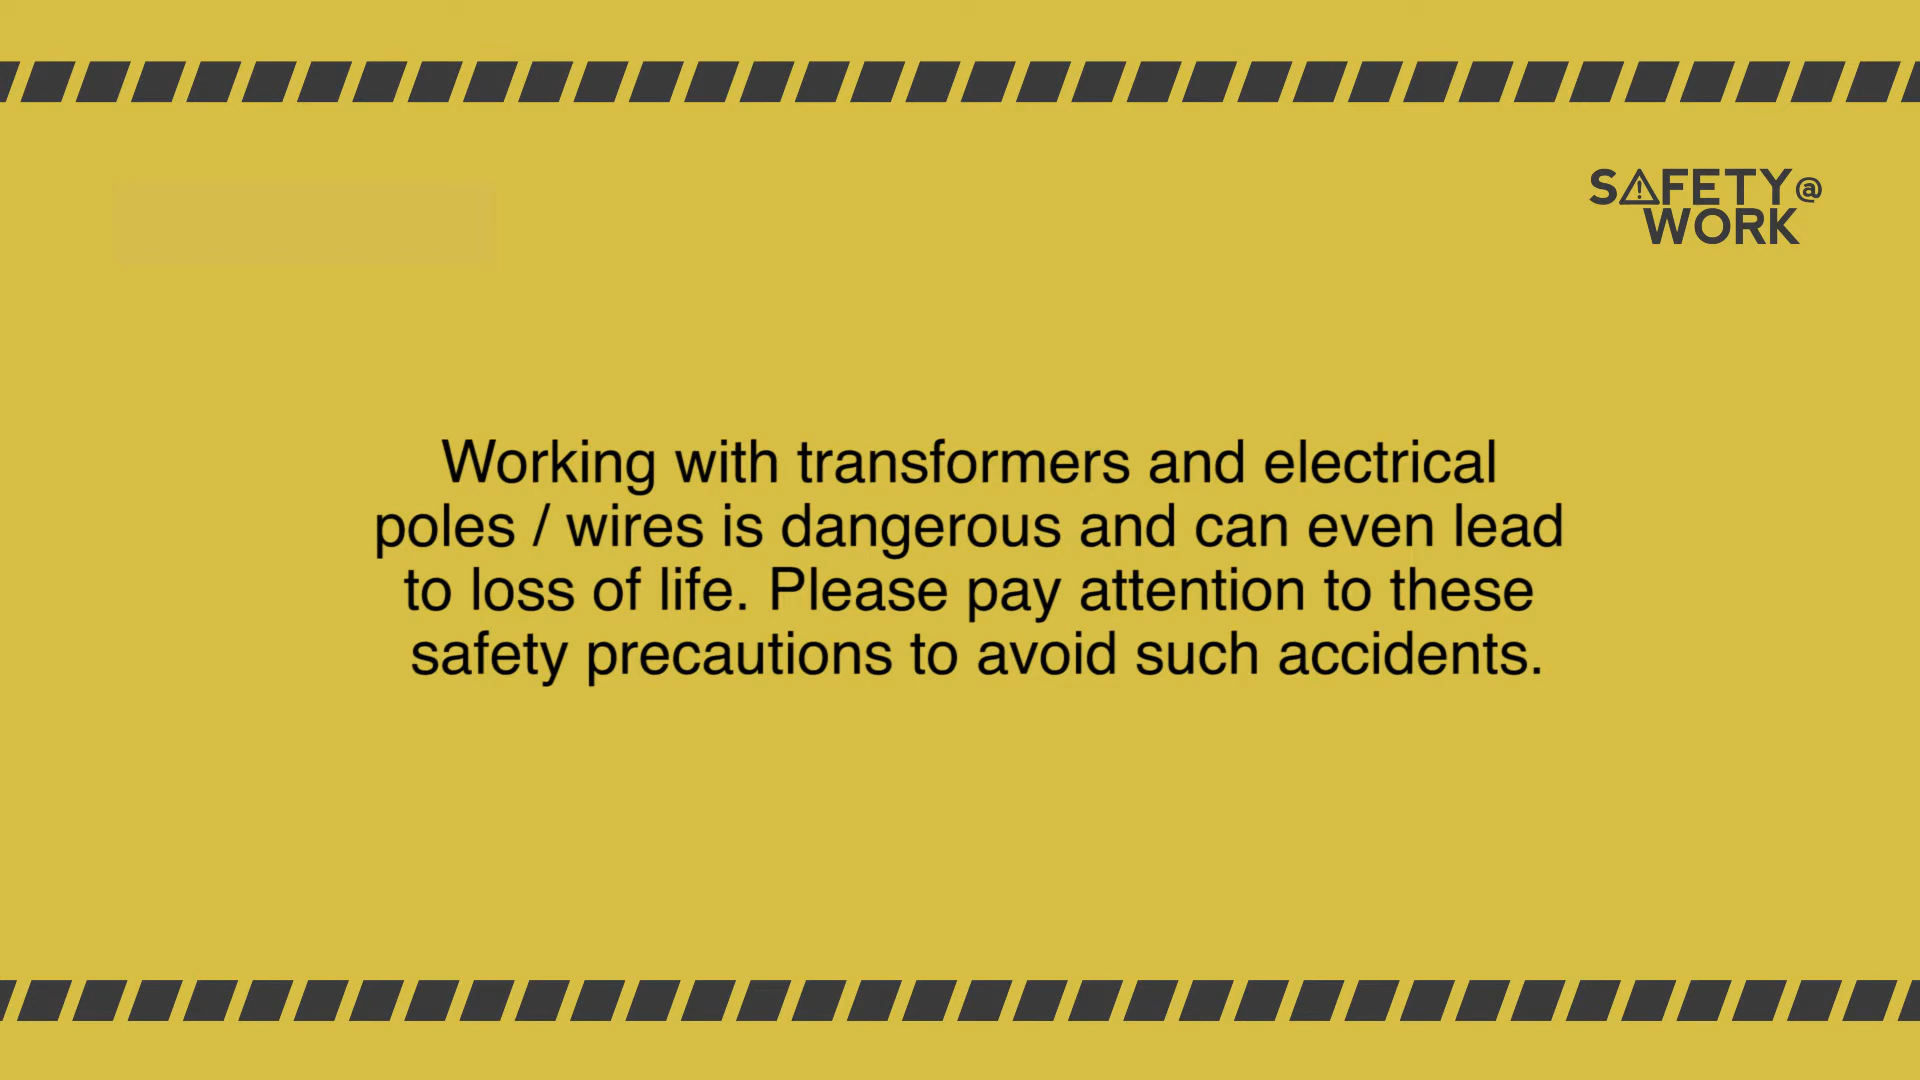 SAFETY@
WORK
Working with transformers and electrical
poles / wires is dangerous and can even lead
to loss of life. Please pay attention to these
safety precautions to avoid such accidents.